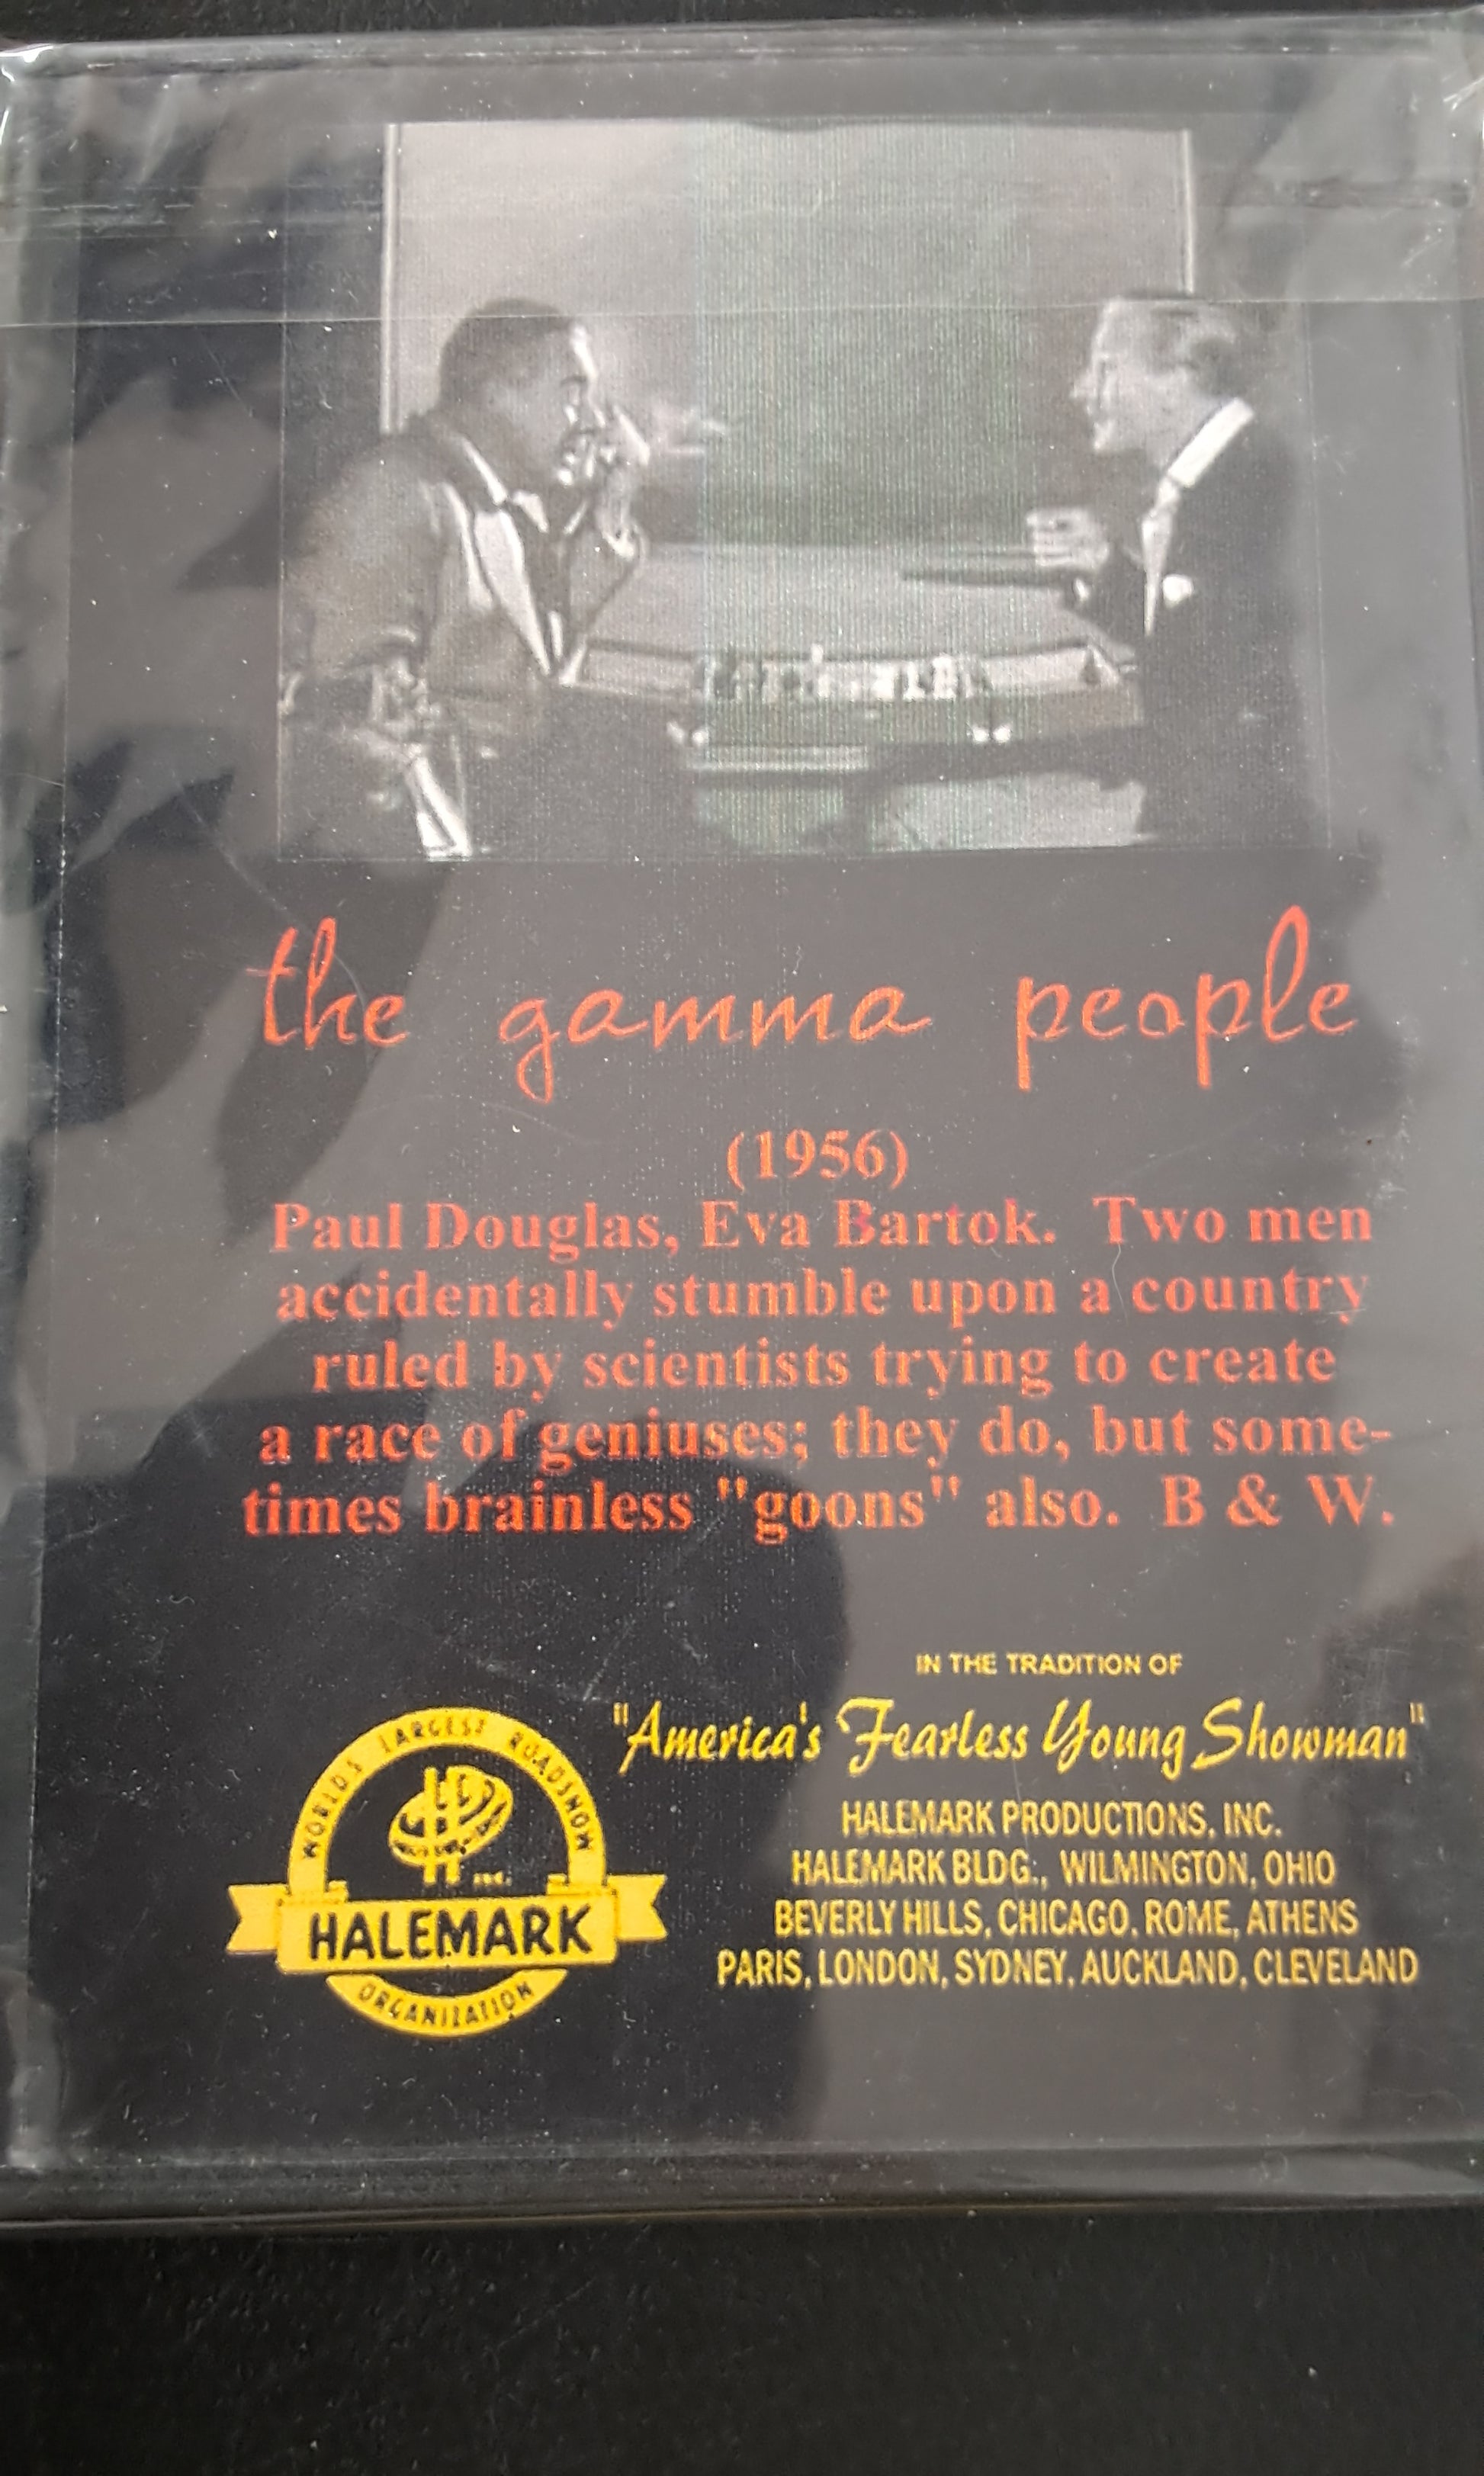 the gamma people
(1956)
Paul Douglas, Eva Bartok. Two men
accidentally stumble upon a country
ruled by scientists trying to create
a race of geniuses; they do, but some-
times brainless "goons" also. B & W.
IN THE TRADITION OF
"America's Fearless Young Showman"
HALEMARK PRODUCTIONS, INC.
HALEMARK BLDG., WILMINGTON, OHIO
BEVERLY HILLS, CHICAGO, ROME, ATHENS
PARIS, LONDON, SYDNEY, AUCKLAND, CLEVELAND
WORLD'S LARGEST ROADSHOW
INC.
HALEMARK
ORGANIZATION